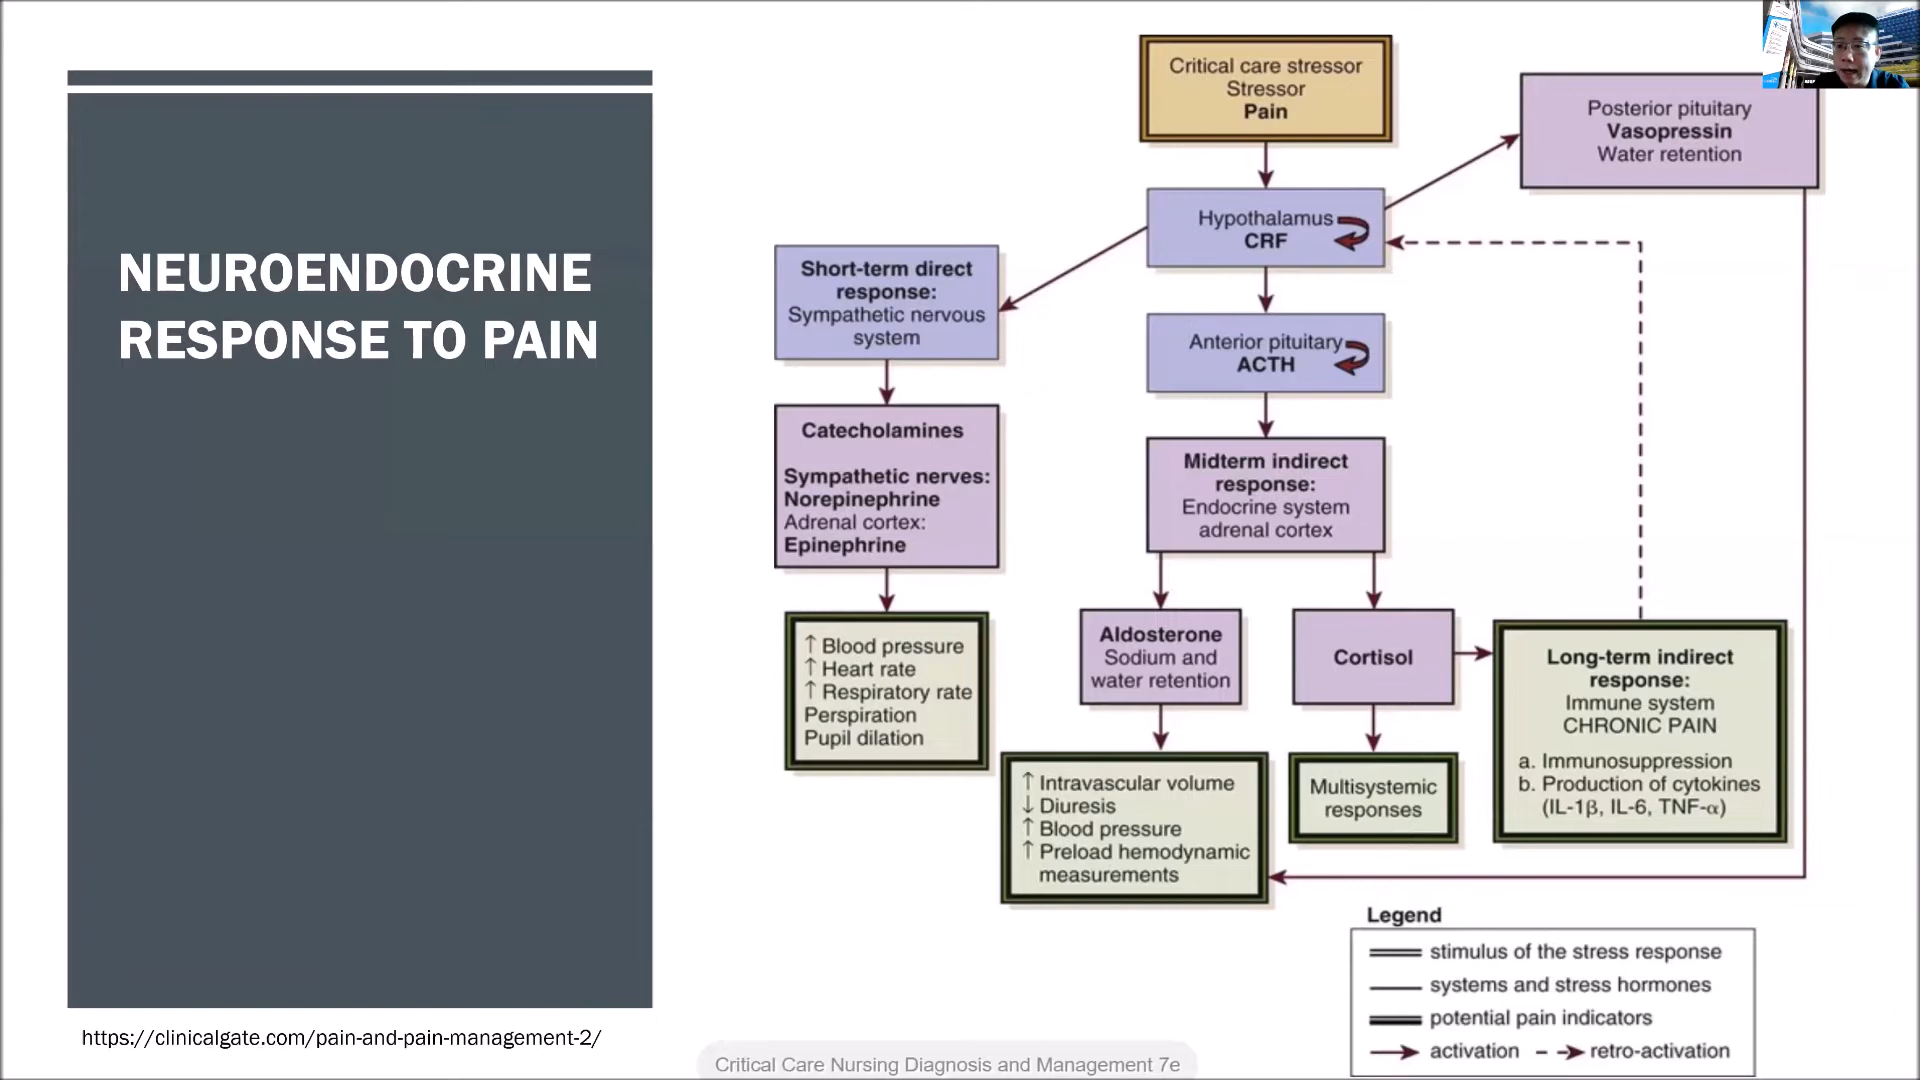 NEUROENDOCRINE
RESPONSE TO PAIN
https://clinicalgate.com/pain-and-pain-management-2/
Critical care stressor
Stressor
Pain
Posterior pituitary
Vasopressin
Water retention
Hypothalamus
CRF
Short-term direct
response:
Sympathetic nervous
system
Anterior pituitary
ACTH
Catecholamines
Sympathetic nerves:
Norepinephrine
Adrenal cortex:
Epinephrine
Midterm indirect
response:
Endocrine system
adrenal cortex
↑ Blood pressure
↑ Heart rate
↑ Respiratory rate
Perspiration
Pupil dilation
Aldosterone
Sodium and
water retention
Cortisol
Long-term indirect
response:
Immune system
CHRONIC PAIN
a. Immunosuppression
b. Production of cytokines
(IL-1β, IL-6, TNF-α)
↑ Intravascular volume
↓ Diuresis
↑ Blood pressure
↑ Preload hemodynamic
measurements
Multisystemic
responses
Legend
stimulus of the stress response
systems and stress hormones
potential pain indicators
activation
retro-activation
Critical Care Nursing Diagnosis and Management 7e